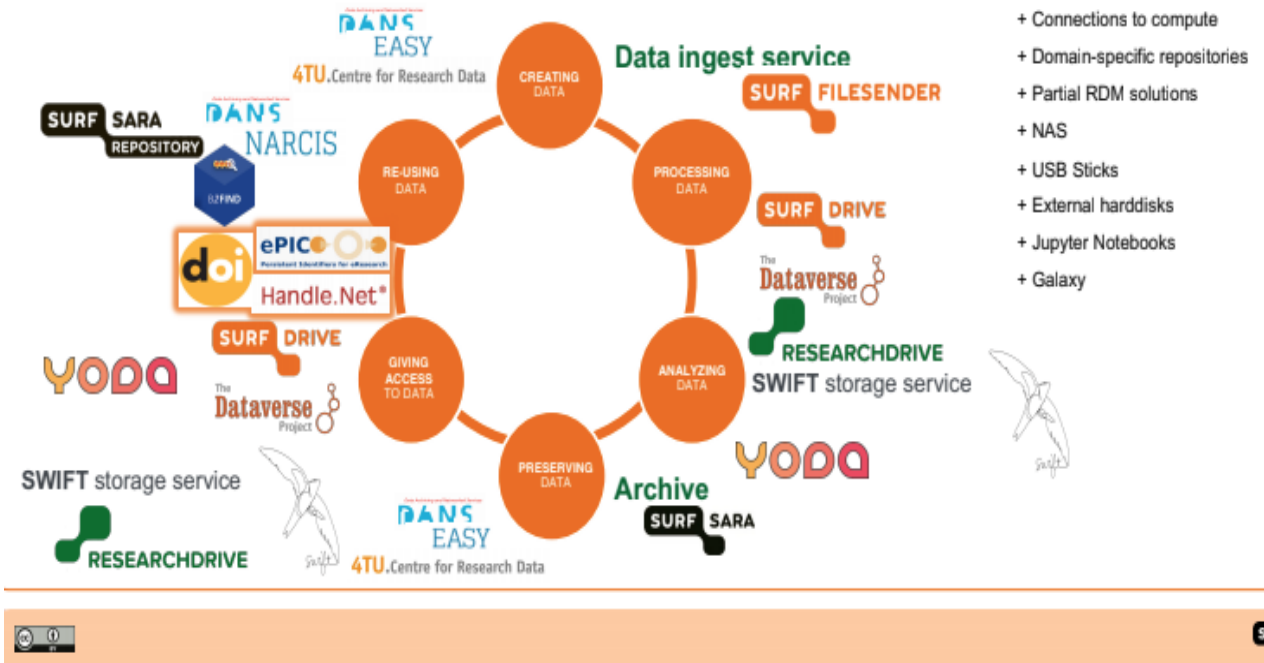 DANS
EASY
4TU.Centre for Research Data
CREATING
DATA
Data ingest service
SURF FILESENDER
+ Connections to compute
+ Domain-specific repositories
+ Partial RDM solutions
+ NAS
+ USB Sticks
+ External harddisks
+ Jupyter Notebooks
+ Galaxy
SURF SARA
REPOSITORY
DANS
NARCIS
B2FIND
RE-USING
DATA
PROCESSING
DATA
SURF DRIVE
The
Dataverse
Project
doi
ePIC
Persistent Identifiers for eResearch
Handle.Net®
SURF DRIVE
The
Dataverse
Project
YODA
GIVING
ACCESS
TO DATA
ANALYZING
DATA
RESEARCHDRIVE
SWIFT storage service
Swift
YODA
PRESERVING
DATA
Archive
SURF SARA
SWIFT storage service
RESEARCHDRIVE
Swift
DANS
EASY
4TU.Centre for Research Data
cc
BY